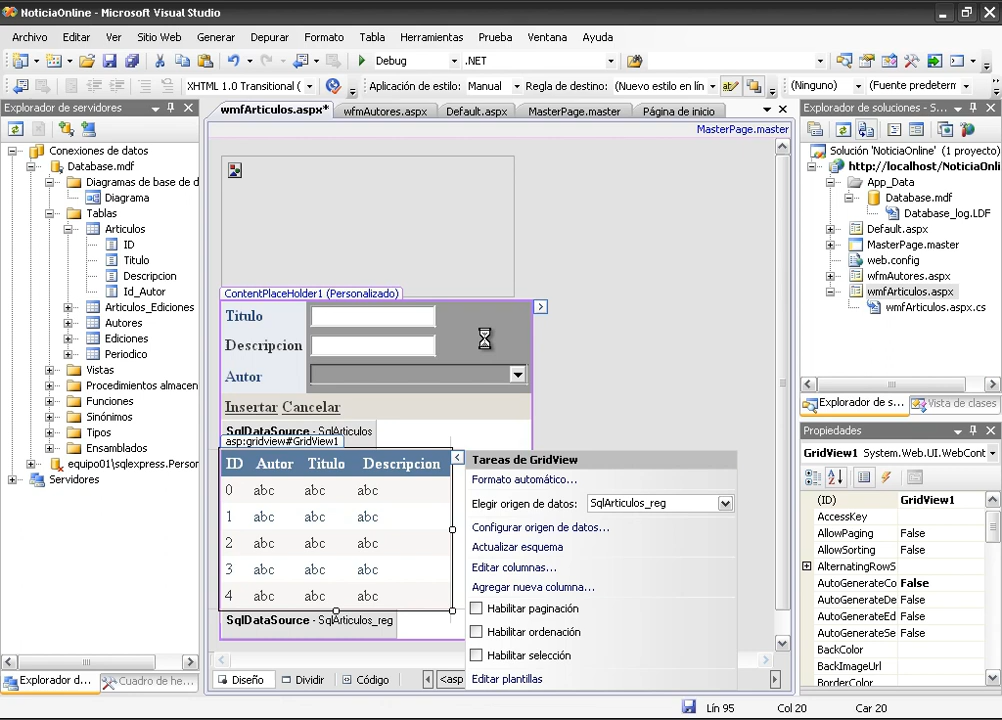 NoticiaOnline - Microsoft Visual Studio
Archivo Editar Ver Sitio Web Generar Depurar Formato Tabla Herramientas Prueba Ventana Ayuda
Debug .NET
XHTML 1.0 Transitional ( Aplicación de estilo: Manual Regla de destino: (Nuevo estilo en lín (Ninguno) (Fuente predeterm
Explorador de servidores
Conexiones de datos
Database.mdf
Diagramas de base de d
Diagrama
Tablas
Articulos
ID
Titulo
Descripcion
Id_Autor
Articulos_Ediciones
Autores
Ediciones
Periodico
Vistas
Procedimientos almacen
Funciones
Sinónimos
Tipos
Ensamblados
equipo01\sqlexpress.Persor
Servidores
Explorador d...
Cuadro de he...
wmfArticulos.aspx* wfmAutores.aspx Default.aspx MasterPage.master Página de inicio
MasterPage.master
ContentPlaceHolder1 (Personalizado)
Titulo
Descripcion
Autor
Insertar Cancelar
SqlDataSource - SqlArticulos
asp:gridview#GridView1
ID Autor Titulo Descripcion
0 abc abc abc
1 abc abc abc
2 abc abc abc
3 abc abc abc
4 abc abc abc
SqlDataSource - SqlArticulos_reg
Tareas de GridView
Formato automático...
Elegir origen de datos: SqlArticulos_reg
Configurar origen de datos...
Actualizar esquema
Editar columnas...
Agregar nueva columna...
Habilitar paginación
Habilitar ordenación
Habilitar selección
Editar plantillas
Diseño Dividir Código <asp
Explorador de soluciones - S...
Solución 'NoticiaOnline' (1 proyecto)
http://localhost/NoticiaOnli
App_Data
Database.mdf
Database_log.LDF
Default.aspx
MasterPage.master
web.config
wfmAutores.aspx
wmfArticulos.aspx
wmfArticulos.aspx.cs
Explorador de s...
Vista de clases
Propiedades
GridView1 System.Web.UI.WebCont
(ID) GridView1
AccessKey
AllowPaging False
AllowSorting False
AlternatingRowS
AutoGenerateCo False
AutoGenerateDe False
AutoGenerateEd False
AutoGenerateSe False
BackColor
BackImageUrl
BorderColor
Lín 95 Col 20 Car 20